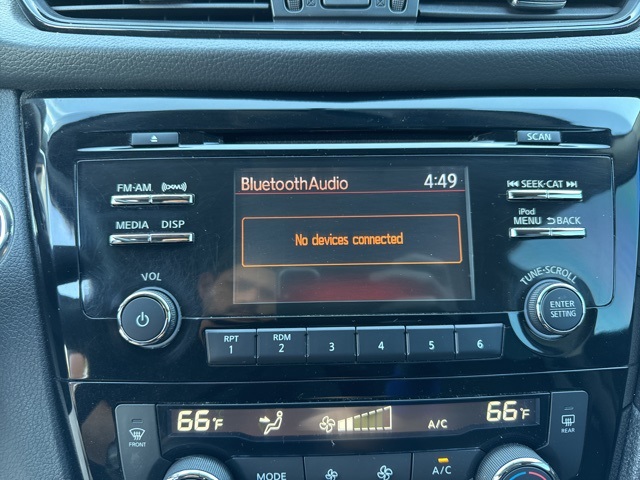 SCAN
FM·AM
BluetoothAudio 4:49
SEEK·CAT
MEDIA DISP
iPod
MENU BACK
No devices connected
VOL
TUNE·SCROLL
ENTER
SETTING
RPT
1
RDM
2
3
4
5
6
66°F
66°F
A/C
FRONT
REAR
MODE
A/C